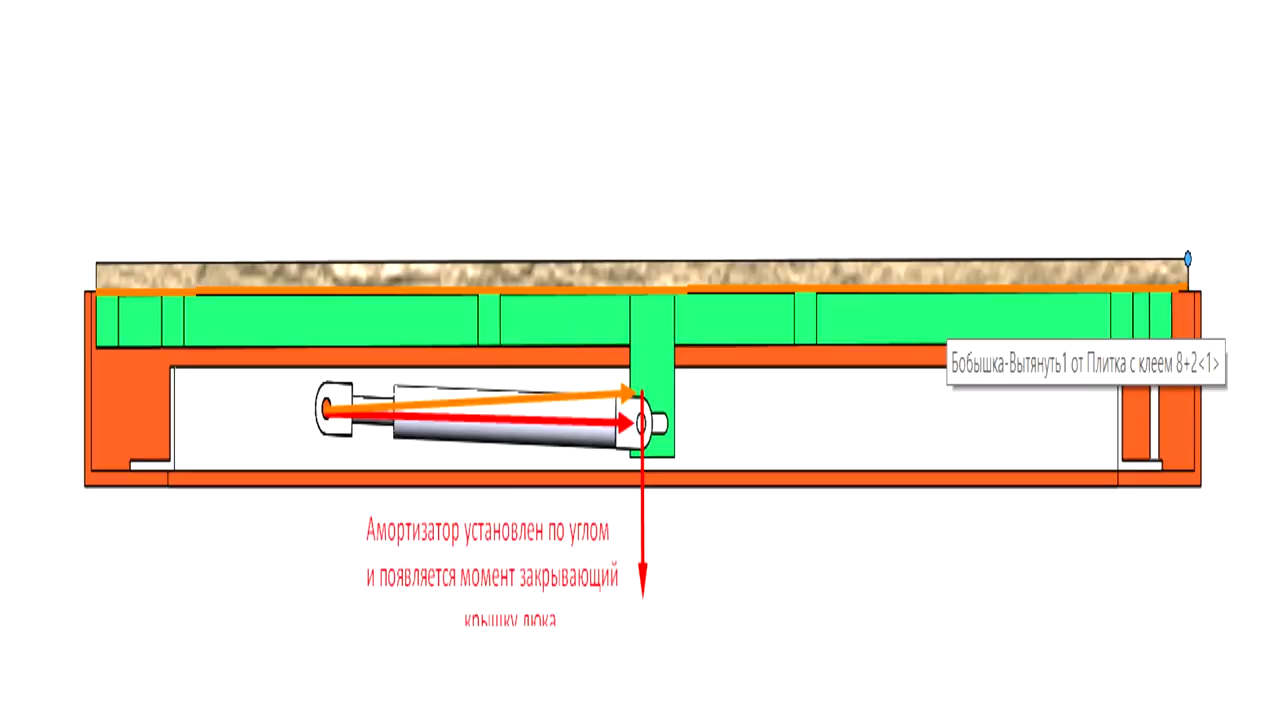 Бобышка-Вытянуть1 от Плитка с клеем 8+2<1>
Амортизатор установлен по углом
и появляется момент закрывающий
крышку люка